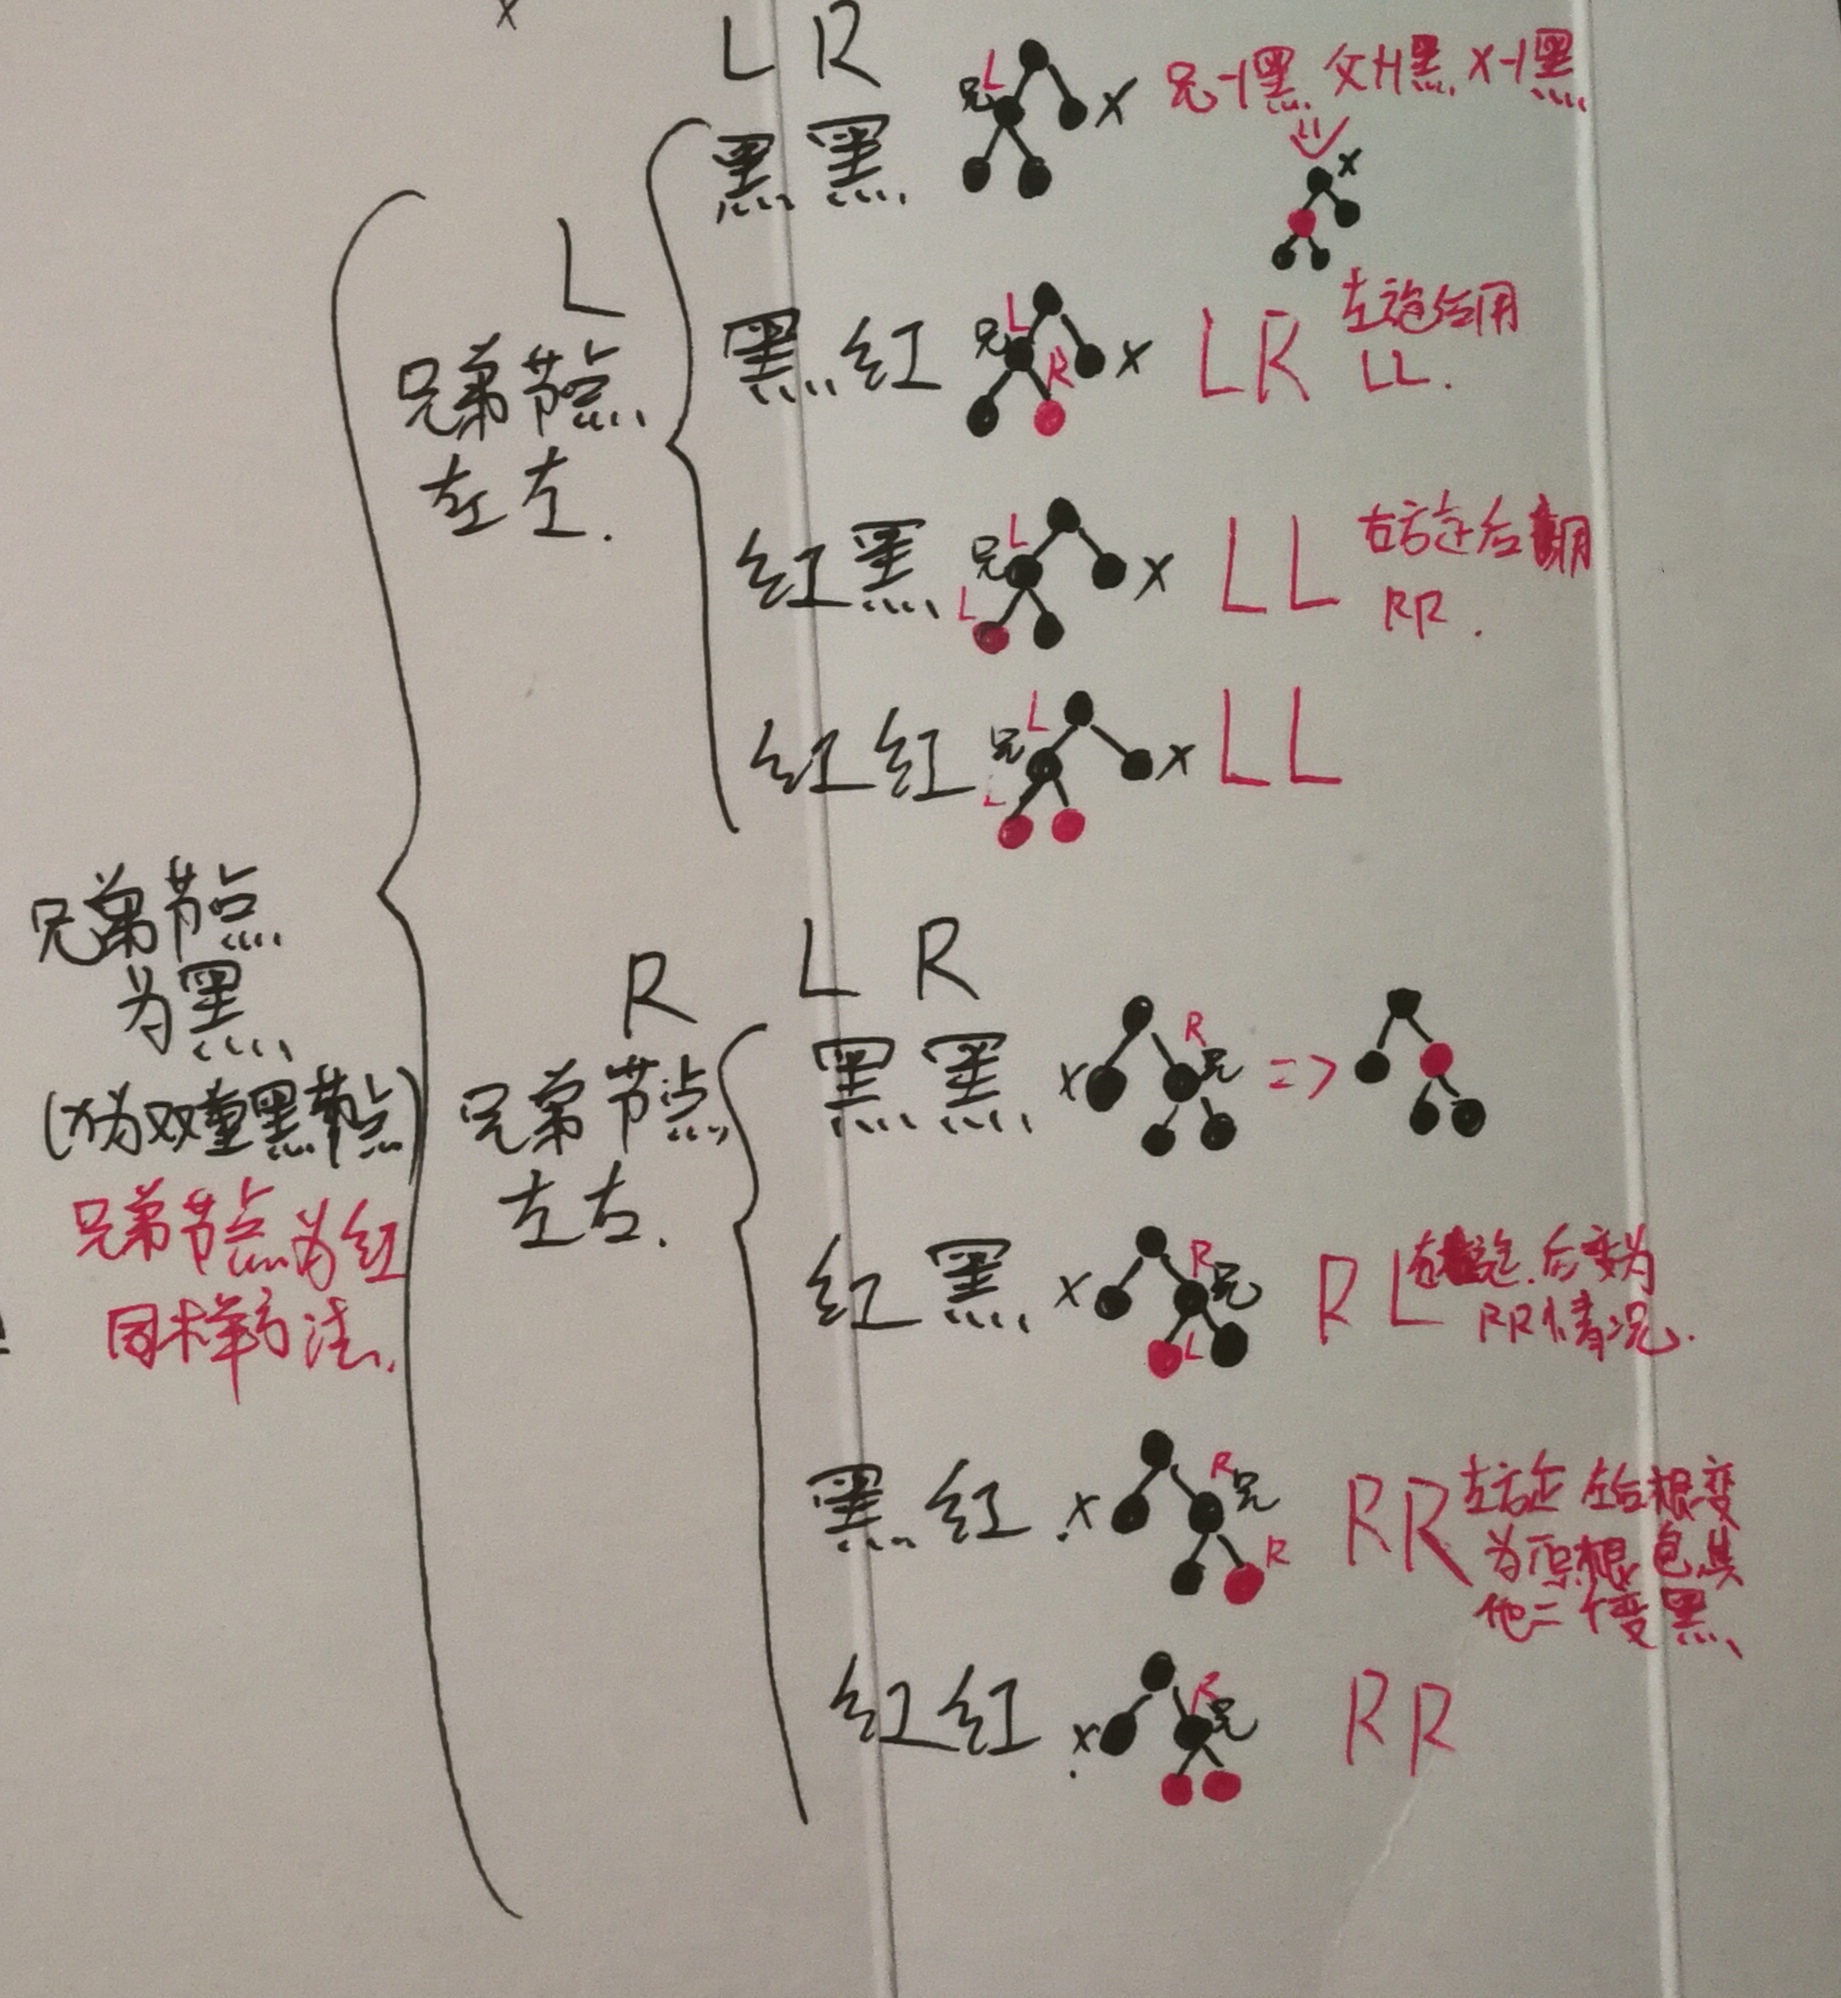 x
L R
黑 黑 兄 L X 兄-1黑 父+1黑 X-1黑
X
L
兄弟节点
在左.
黑 红 兄 L R X LR 左旋后用
LL.
红 黑 兄 L L X LL 右旋后用
RR.
红 红 兄 L L X LL
兄弟节点
为黑
(x为双重黑节点)
兄弟节点为红
同样方法.
R
兄弟节点
在右.
L R
黑 黑 X R 兄 =>
红 黑 X R 兄 L RL 右旋.后变为
RR情况.
黑 红 X R 兄 R RR 左旋 后根变
为原根色其
他二个变黑
红 红 X R 兄 RR